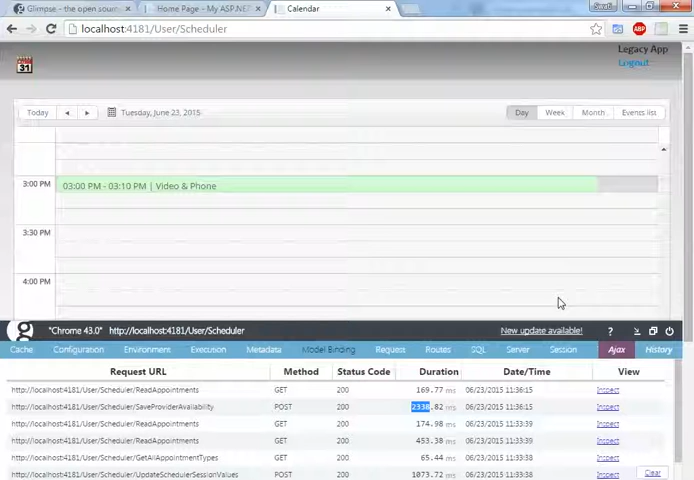 Glimpse - the open sourc
Home Page - My ASP.NET
Calendar
Swati
localhost:4181/User/Scheduler
ABP
Legacy App
31
Logout
Today
Tuesday, June 23, 2015
Day Week Month Events list
3:00 PM
03:00 PM - 03:10 PM | Video & Phone
3:30 PM
4:00 PM
g "Chrome 43.0" http://localhost:4181/User/Scheduler New update available! ?
Cache Configuration Environment Execution Metadata Model Binding Request Routes SQL Server Session Ajax History
Request URL Method Status Code Duration Date/Time View
http://localhost:4181/User/Scheduler/ReadAppointments GET 200 169.77 ms 06/23/2015 11:36:15 Inspect
http://localhost:4181/User/Scheduler/SaveProviderAvailability POST 200 2338.82 ms 06/23/2015 11:36:15 Inspect
http://localhost:4181/User/Scheduler/ReadAppointments GET 200 174.98 ms 06/23/2015 11:33:39 Inspect
http://localhost:4181/User/Scheduler/ReadAppointments GET 200 453.38 ms 06/23/2015 11:33:39 Inspect
http://localhost:4181/User/Scheduler/GetAllAppointmentTypes GET 200 65.44 ms 06/23/2015 11:33:38 Inspect
http://localhost:4181/User/Scheduler/UpdateSchedulerSessionValues POST 200 1073.72 ms 06/23/2015 11:33:38 Inspect
Clear